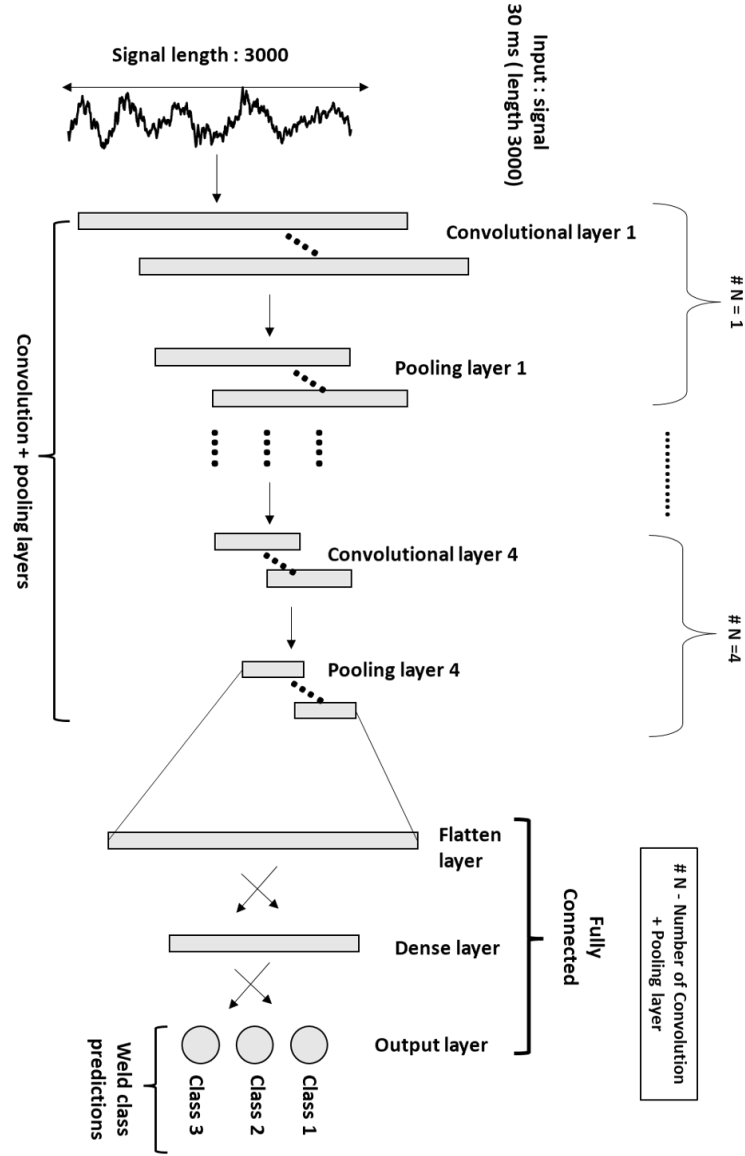 Signal length : 3000
Input : signal
30 ms ( length 3000)
Convolutional layer 1
# N = 1
Pooling layer 1
Convolution+ pooling layers
Convolutional layer 4
# N =4
Pooling layer 4
Flatten
layer
Fully
Connected
# N - Number of Convolution
+ Pooling layer
Dense layer
Output layer
Weld class
predictions
Class 3
Class 2
Class 1